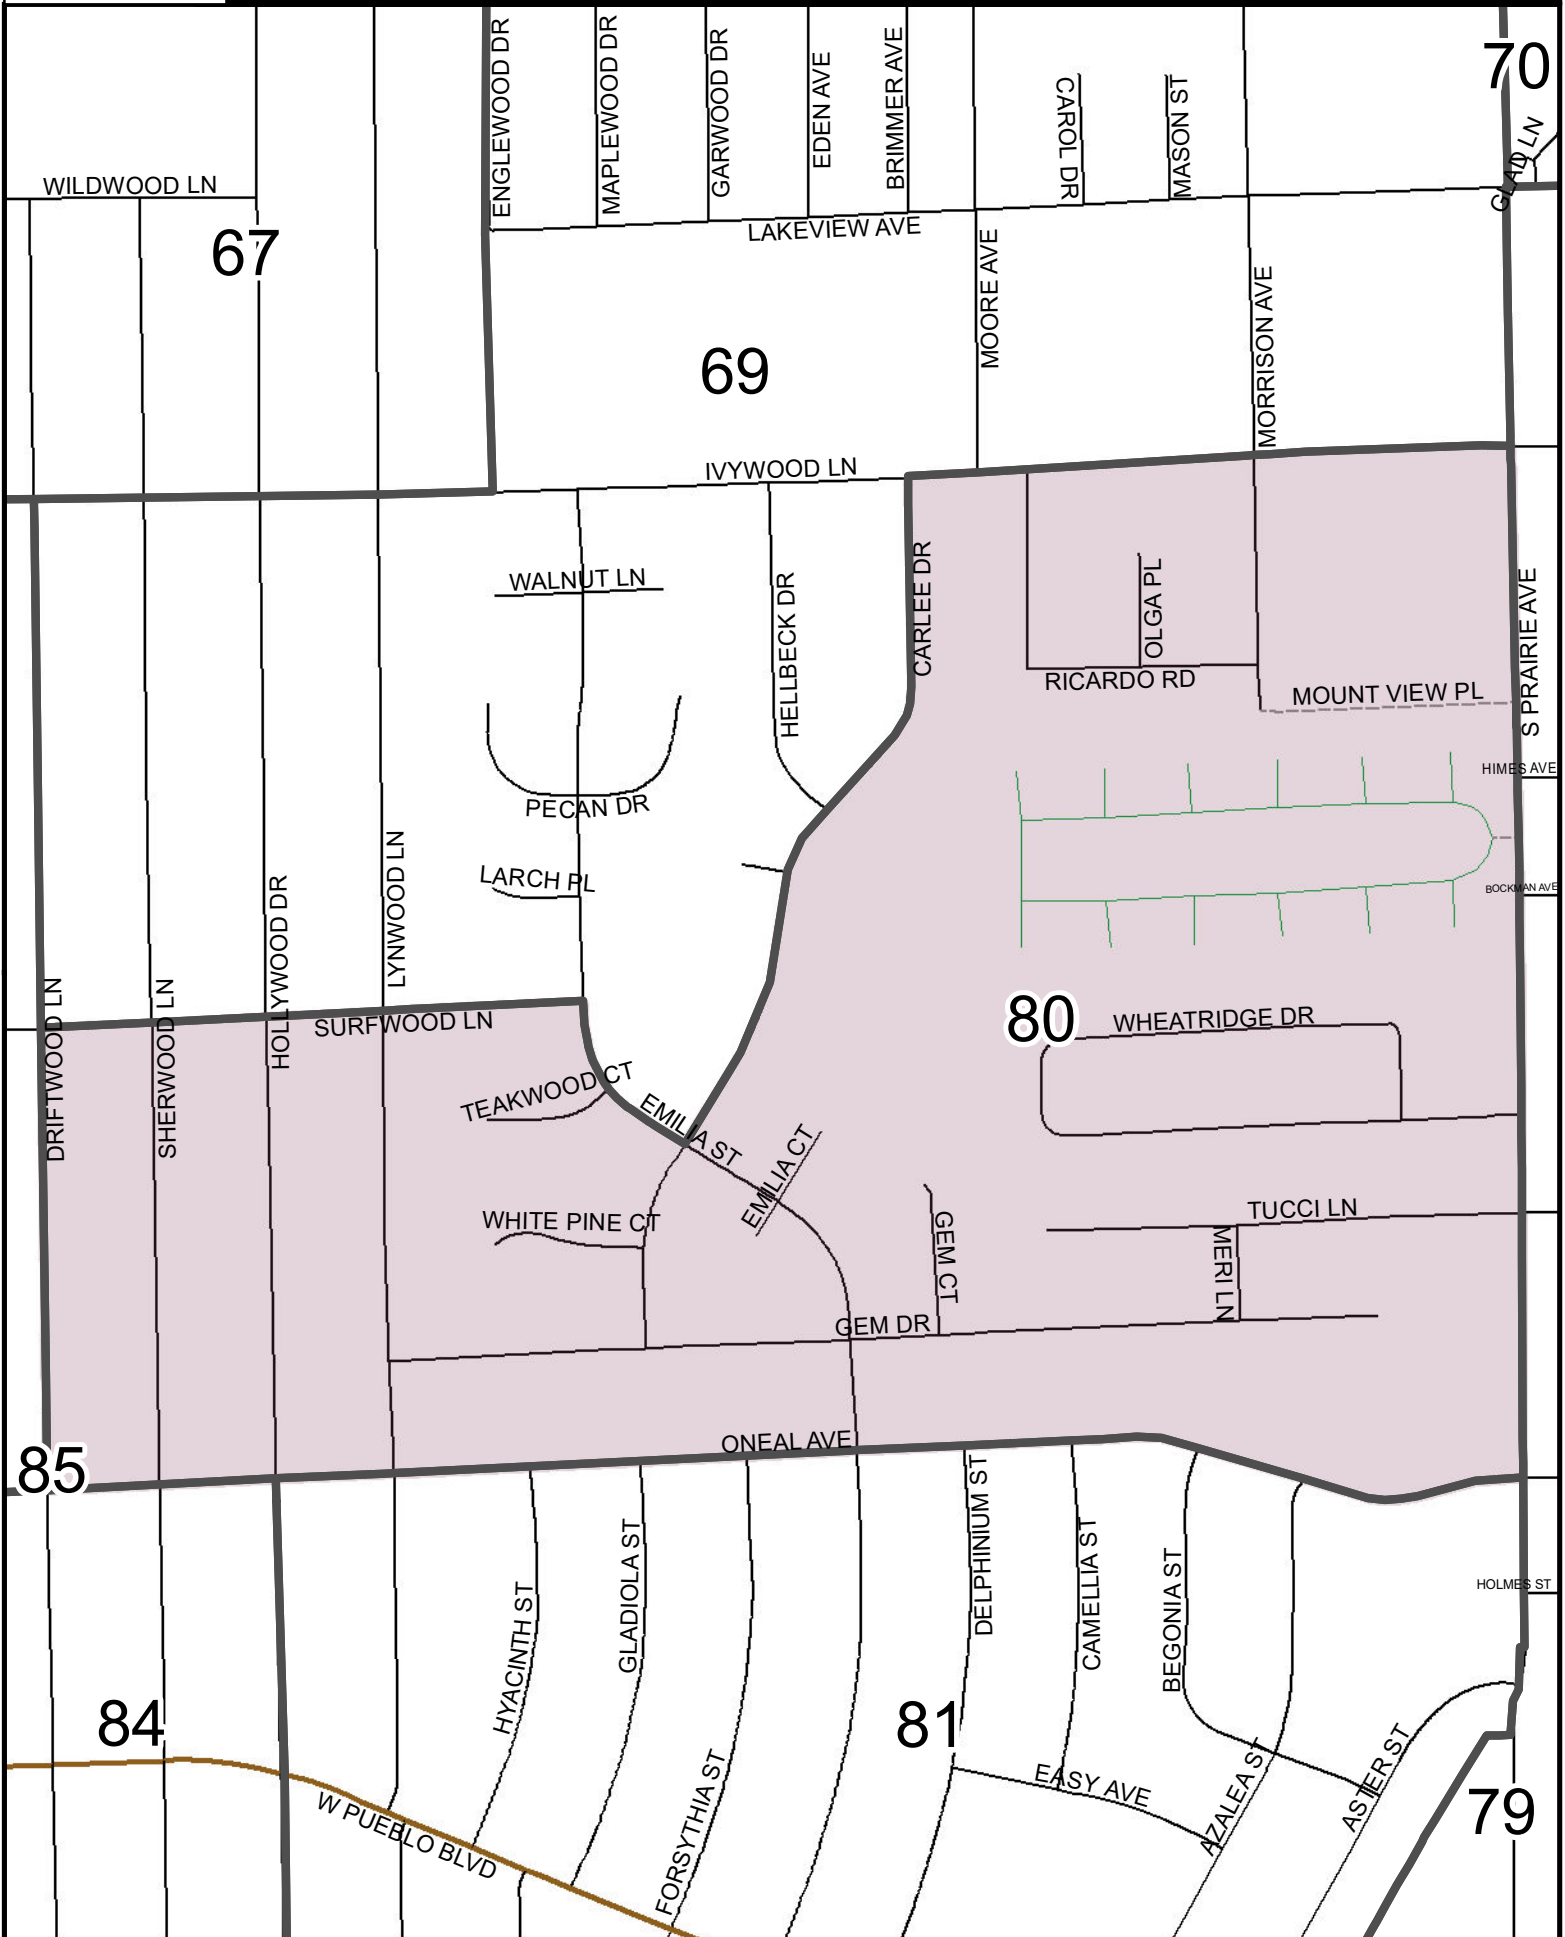 70
ENGLEWOOD DR
MAPLEWOOD DR
GARWOOD DR
EDEN AVE
BRIMMER AVE
CAROL DR
MASON ST
GLAD LN
WILDWOOD LN
67
LAKEVIEW AVE
MOORE AVE
MORRISON AVE
69
IVYWOOD LN
WALNUT LN
HELLBECK DR
CARLEE DR
OLGA PL
S PRAIRIE AVE
RICARDO RD
MOUNT VIEW PL
HIMES AVE
PECAN DR
LARCH PL
LYNWOOD LN
HOLLYWOOD DR
BOCKMAN AVE
80
WHEATRIDGE DR
DRIFTWOOD LN
SHERWOOD LN
SURFWOOD LN
TEAKWOOD CT
EMILIA ST
EMILIA CT
WHITE PINE CT
GEM CT
TUCCI LN
MERI LN
GEM DR
ONEAL AVE
85
HYACINTH ST
GLADIOLA ST
DELPHINIUM ST
CAMELLIA ST
BEGONIA ST
HOLMES ST
84
81
FORSYTHIA ST
EASY AVE
AZALEA ST
ASTER ST
79
W PUEBLO BLVD